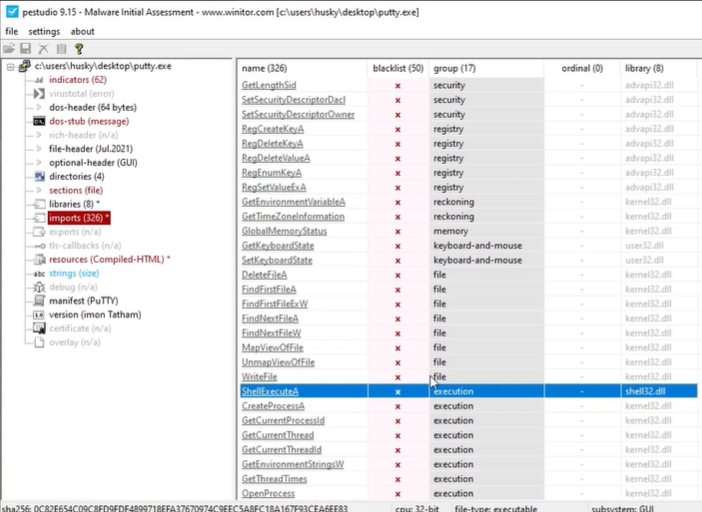 pestudio 9.15 - Malware Initial Assessment - www.winitor.com [c:\users\husky\desktop\putty.exe]
file settings about
c:\users\husky\desktop\putty.exe
indicators (62)
virustotal (error)
dos-header (64 bytes)
dos-stub (message)
rich-header (n/a)
file-header (Jul.2021)
optional-header (GUI)
directories (4)
sections (file)
libraries (8) *
imports (326) *
exports (n/a)
tls-callbacks (n/a)
resources (Compiled-HTML) *
abc strings (size)
debug (n/a)
manifest (PuTTY)
version (imon Tatham)
certificate (n/a)
overlay (n/a)
name (326) blacklist (50) group (17) ordinal (0) library (8)
GetLengthSid x security - advapi32.dll
SetSecurityDescriptorDacl x security - advapi32.dll
SetSecurityDescriptorOwner x security - advapi32.dll
RegCreateKeyA x registry - advapi32.dll
RegDeleteKeyA x registry - advapi32.dll
RegDeleteValueA x registry - advapi32.dll
RegEnumKeyA x registry - advapi32.dll
RegSetValueExA x registry - advapi32.dll
GetEnvironmentVariableA x reckoning - kernel32.dll
GetTimeZoneInformation x reckoning - kernel32.dll
GlobalMemoryStatus x memory - kernel32.dll
GetKeyboardState x keyboard-and-mouse - user32.dll
SetKeyboardState x keyboard-and-mouse - user32.dll
DeleteFileA x file - kernel32.dll
FindFirstFileA x file - kernel32.dll
FindFirstFileExW x file - kernel32.dll
FindNextFileA x file - kernel32.dll
FindNextFileW x file - kernel32.dll
MapViewOfFile x file - kernel32.dll
UnmapViewOfFile x file - kernel32.dll
WriteFile x file - kernel32.dll
ShellExecuteA x execution - shell32.dll
CreateProcessA x execution - kernel32.dll
GetCurrentProcessId x execution - kernel32.dll
GetCurrentThread x execution - kernel32.dll
GetCurrentThreadId x execution - kernel32.dll
GetEnvironmentStringsW x execution - kernel32.dll
GetThreadTimes x execution - kernel32.dll
OpenProcess x execution - kernel32.dll
cpu: 32-bit file-type: executable subsystem: GUI